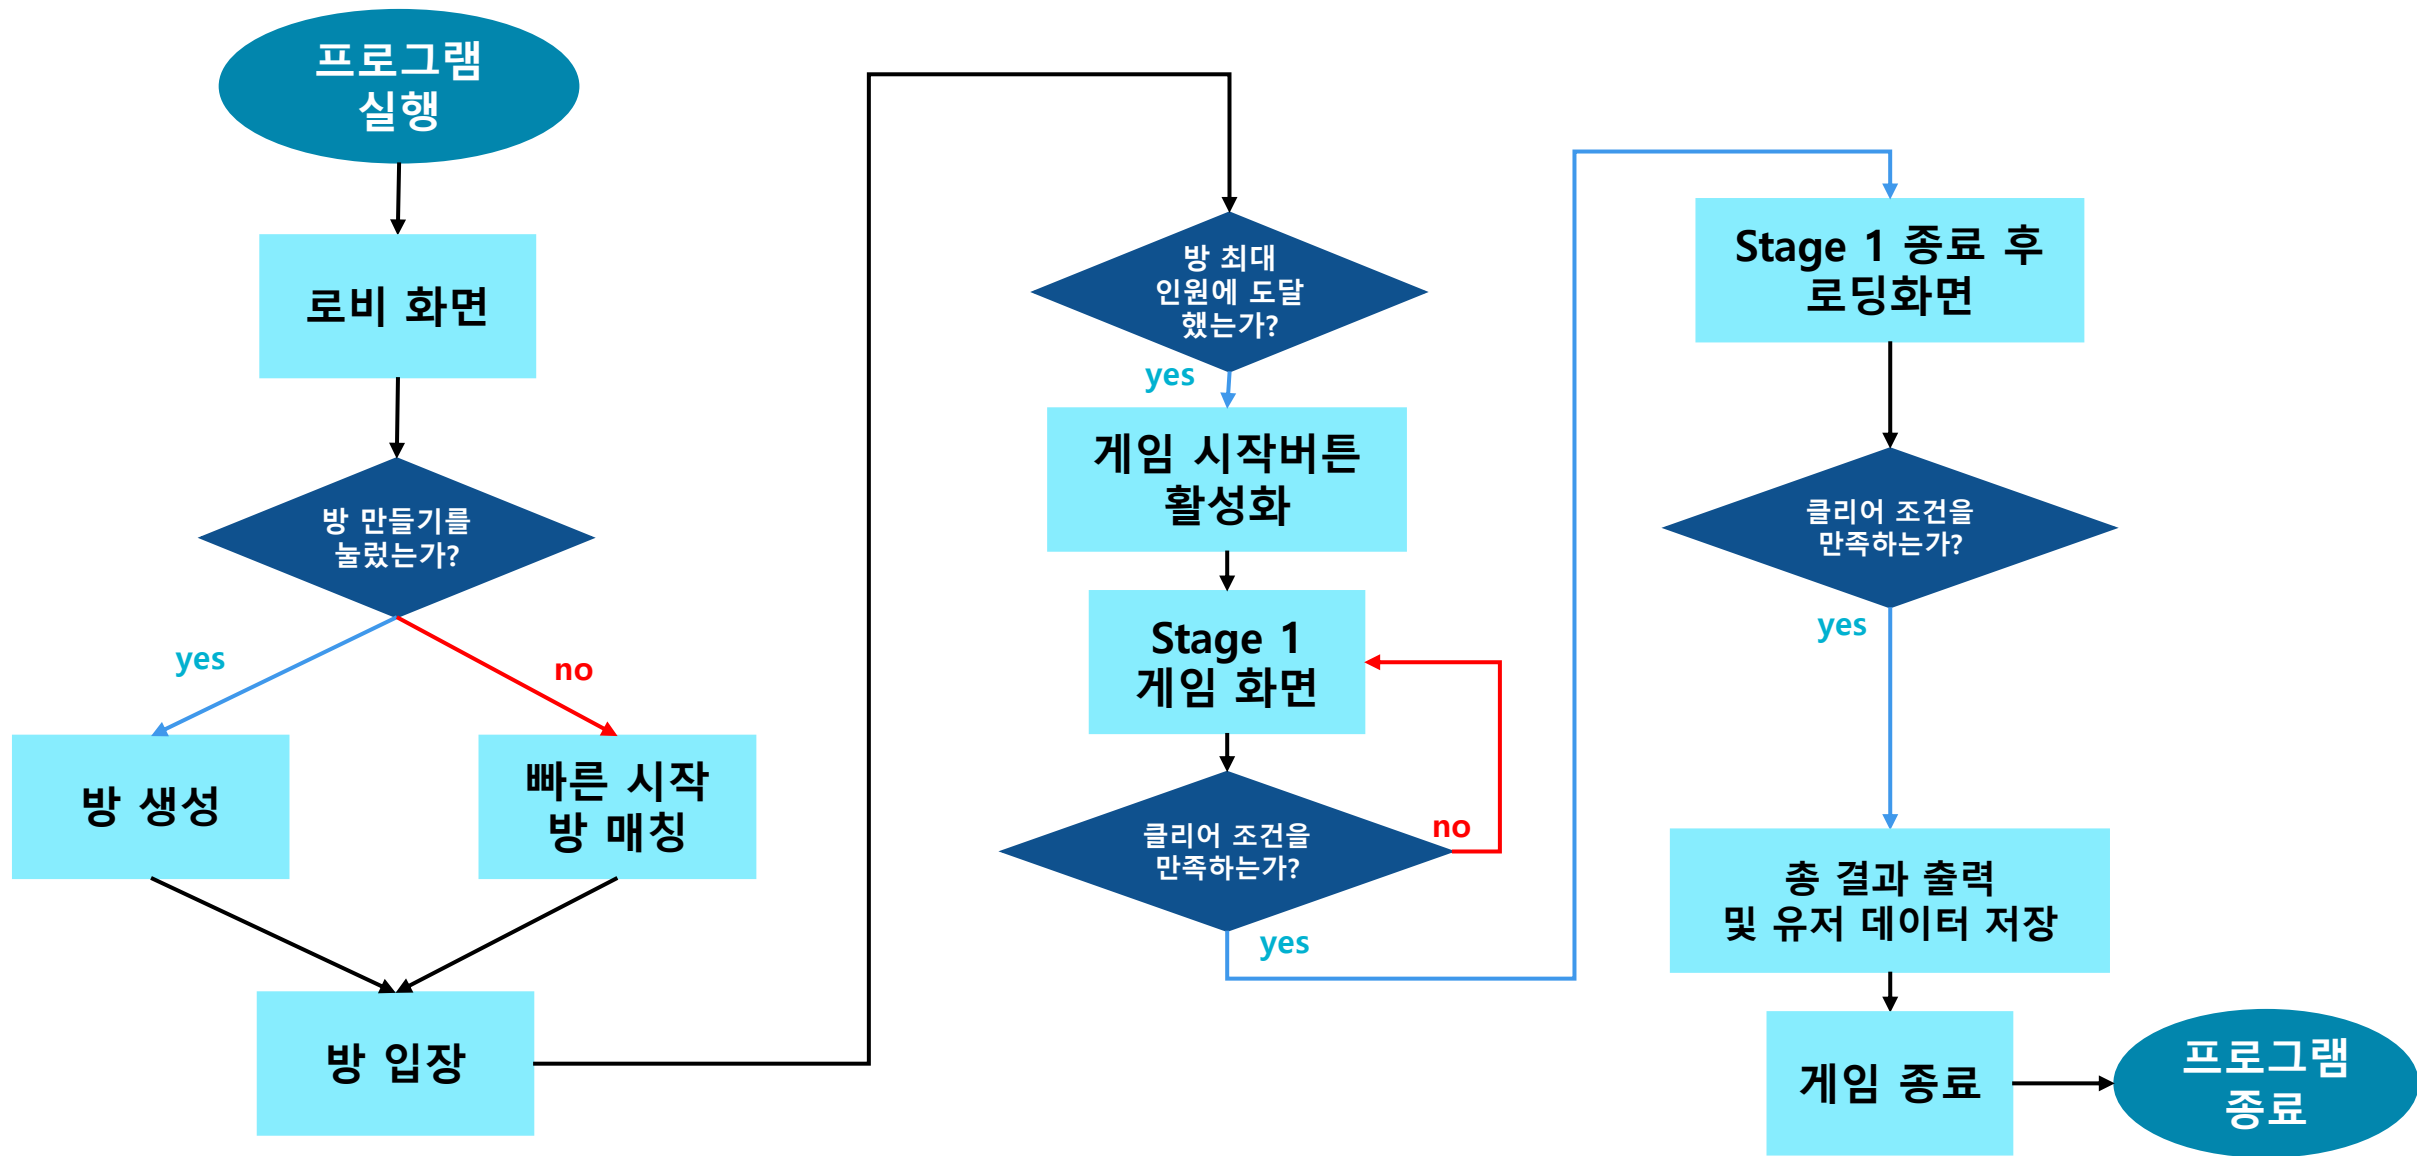 프로그램
실행
로비 화면
방 만들기를
눌렀는가?
yes
no
방 생성
빠른 시작
방 매칭
방 입장
방 최대
인원에 도달
했는가?
yes
게임 시작버튼
활성화
Stage 1
게임 화면
클리어 조건을
만족하는가?
no
yes
Stage 1 종료 후
로딩화면
클리어 조건을
만족하는가?
yes
총 결과 출력
및 유저 데이터 저장
게임 종료
프로그램
종료